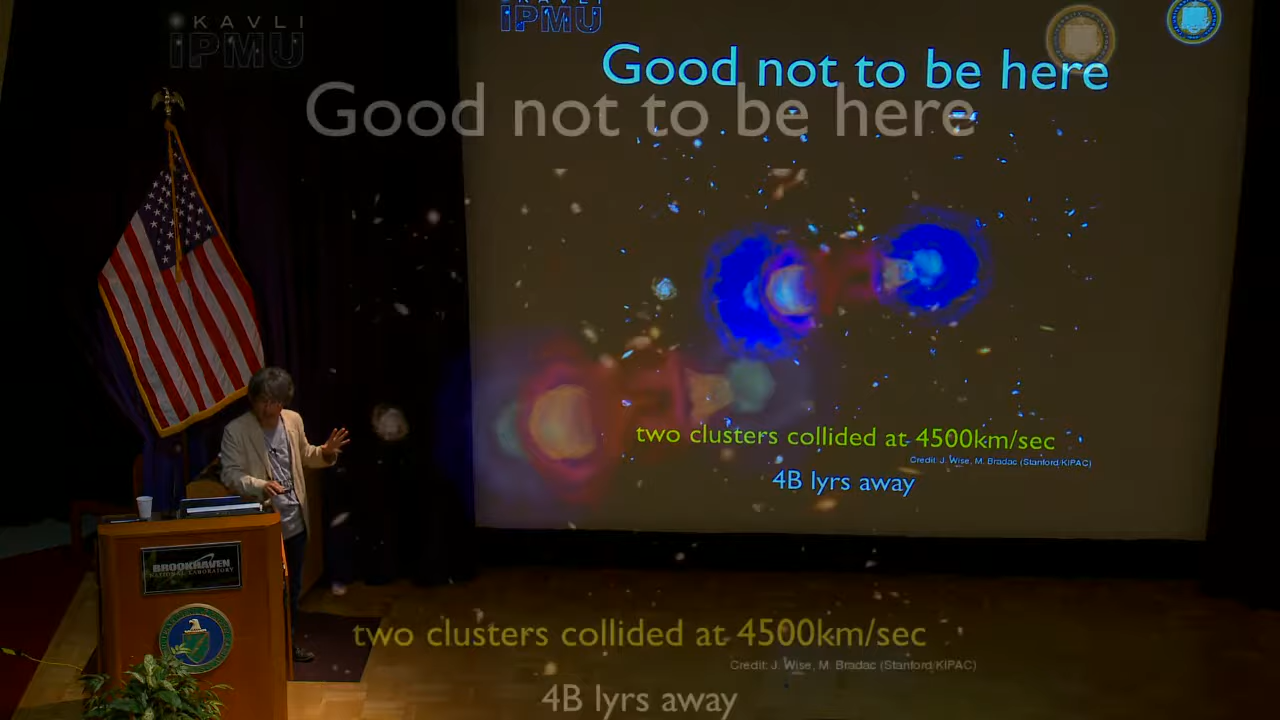 KAVLI
IPMU
KAVLI
IPMU
Good not to be here
Good not to be here
two clusters collided at 4500km/sec
Credit: J. Wise, M. Bradac (Stanford/KIPAC)
4B lyrs away
BROOKHAVEN
NATIONAL LABORATORY
two clusters collided at 4500km/sec
Credit: J. Wise, M. Bradac (Stanford/KIPAC)
4B lyrs away